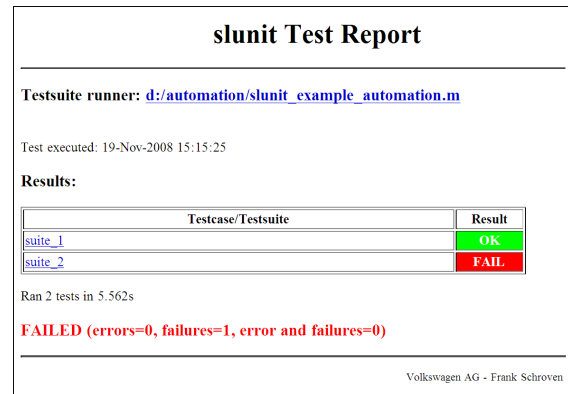 slunit Test Report
Testsuite runner: d:/automation/slunit_example_automation.m
Test executed: 19-Nov-2008 15:15:25
Results:
Testcase/Testsuite Result
suite_1 OK
suite_2 FAIL
Ran 2 tests in 5.562s
FAILED (errors=0, failures=1, error and failures=0)
Volkswagen AG - Frank Schroven